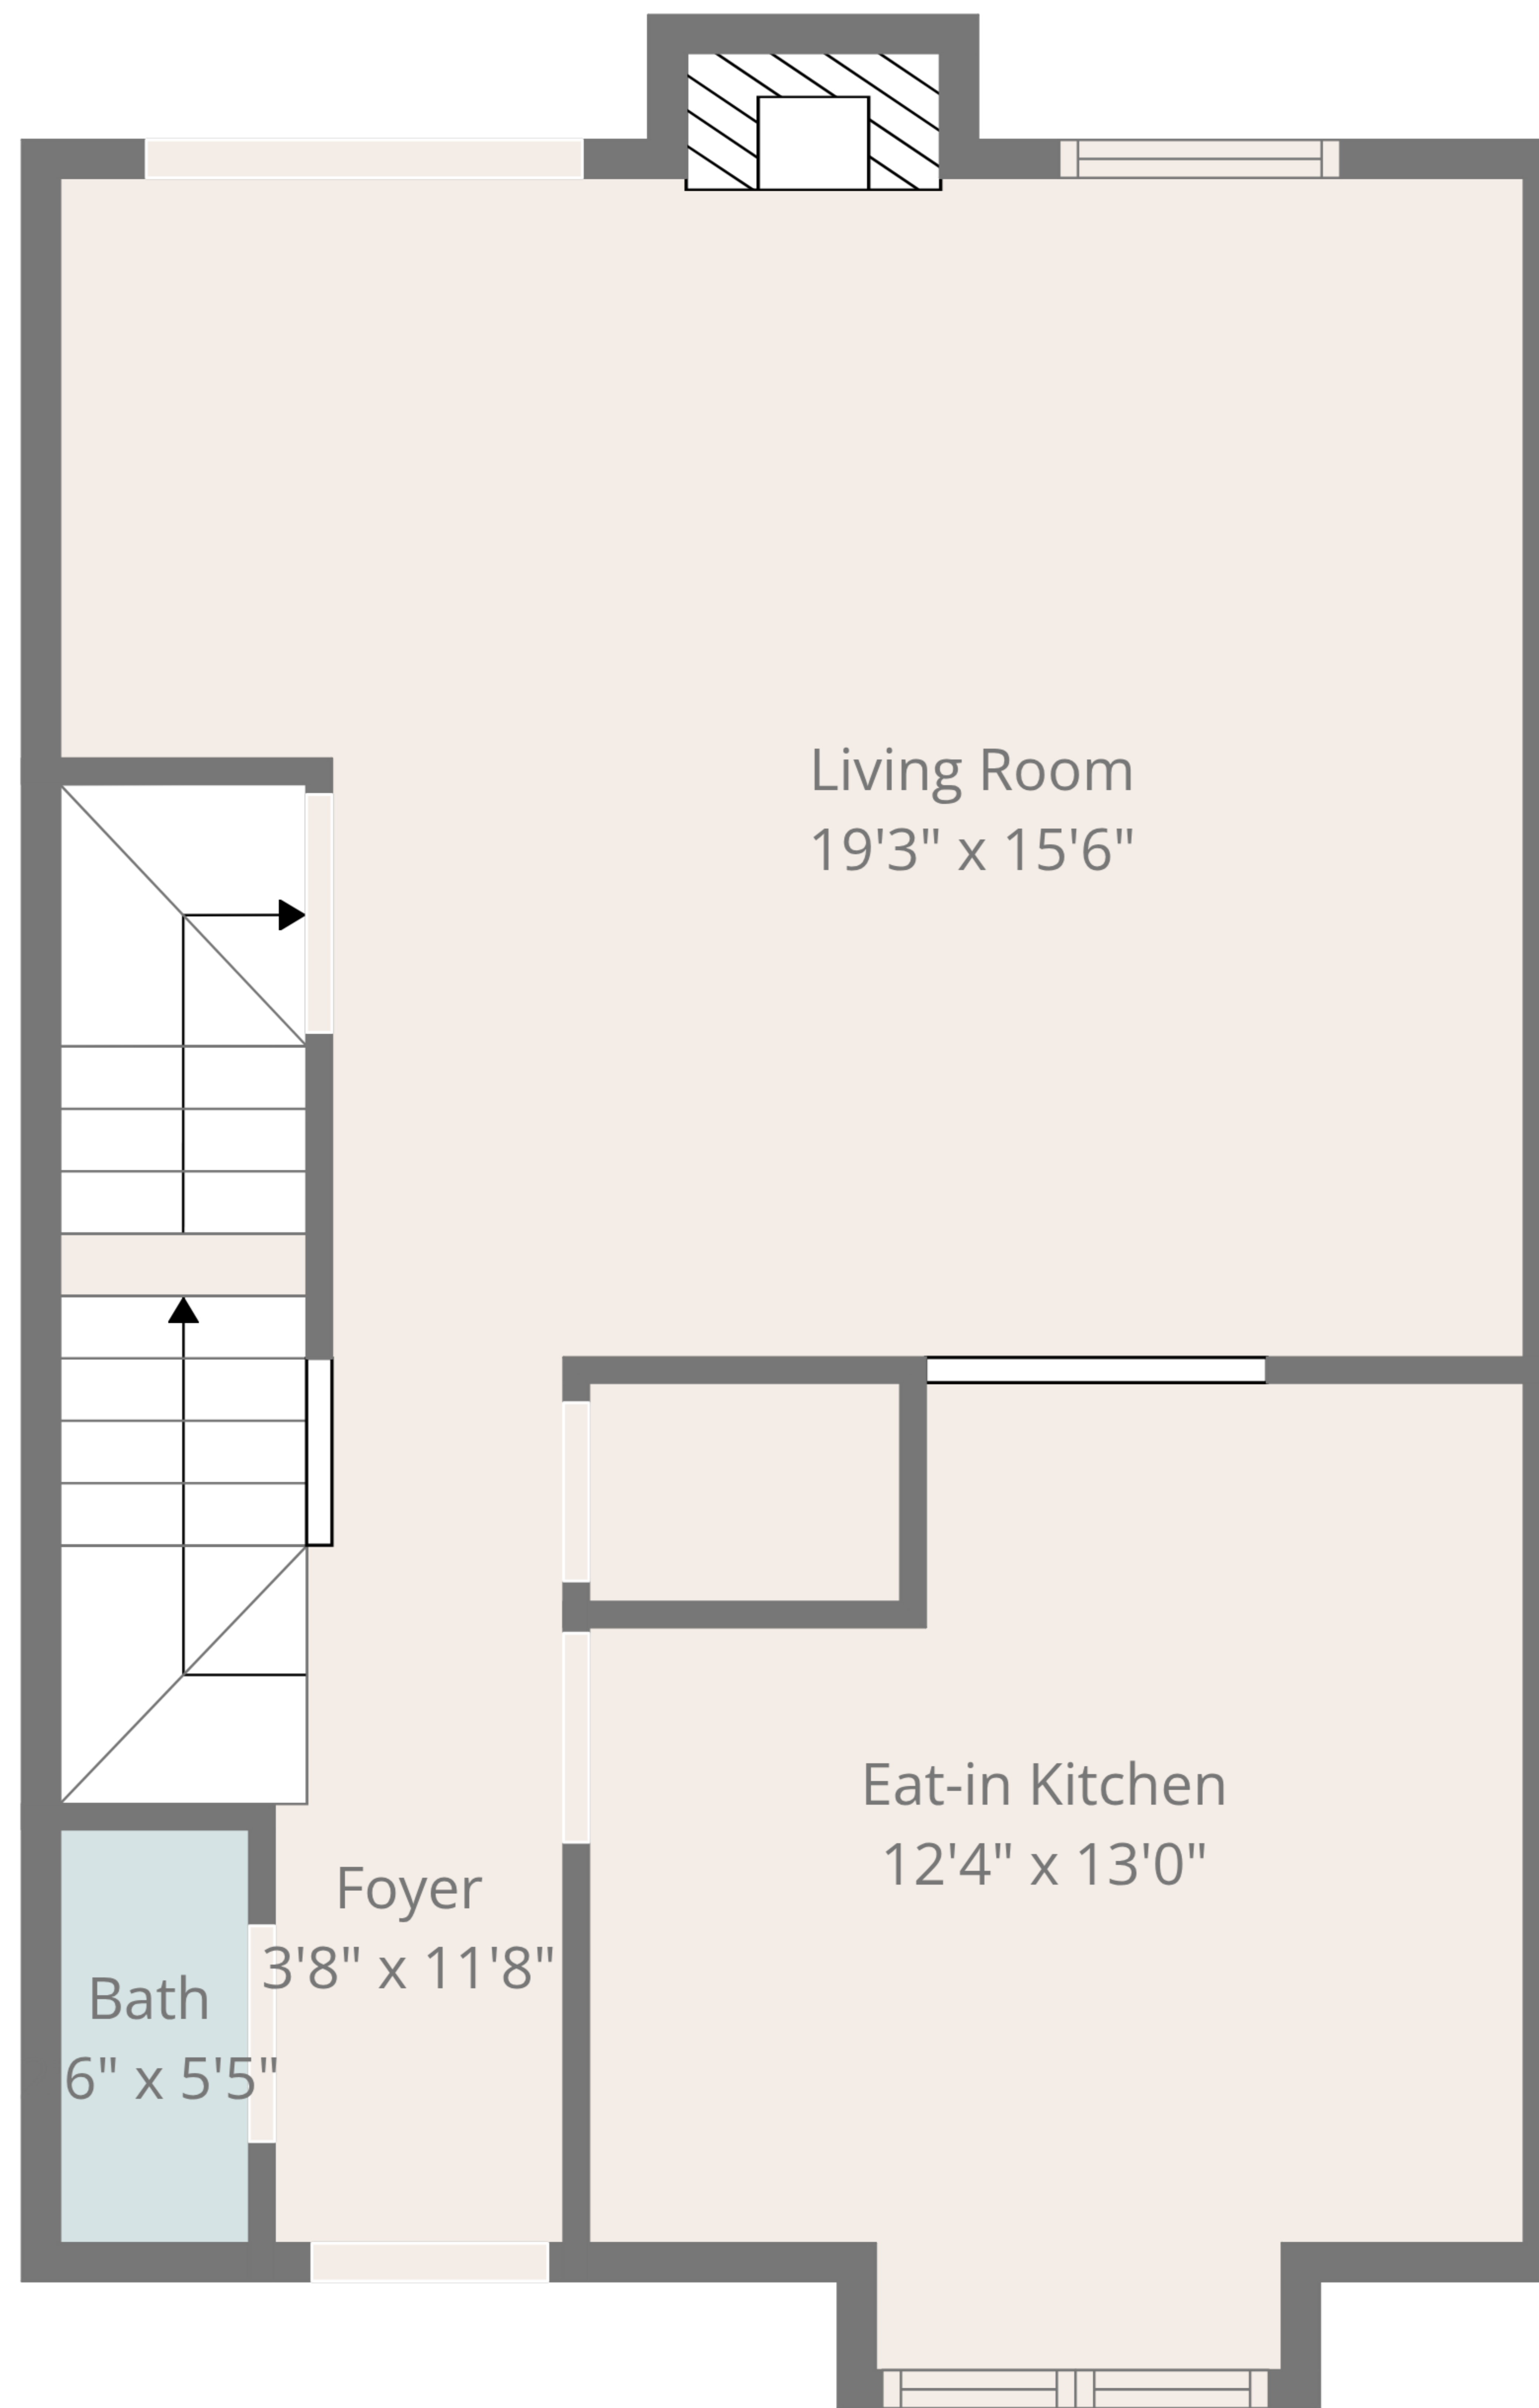 Living Room
19'3" x 15'6"
Eat-in Kitchen
12'4" x 13'0"
Foyer
3'8" x 11'8"
Bath
6" x 5'5"